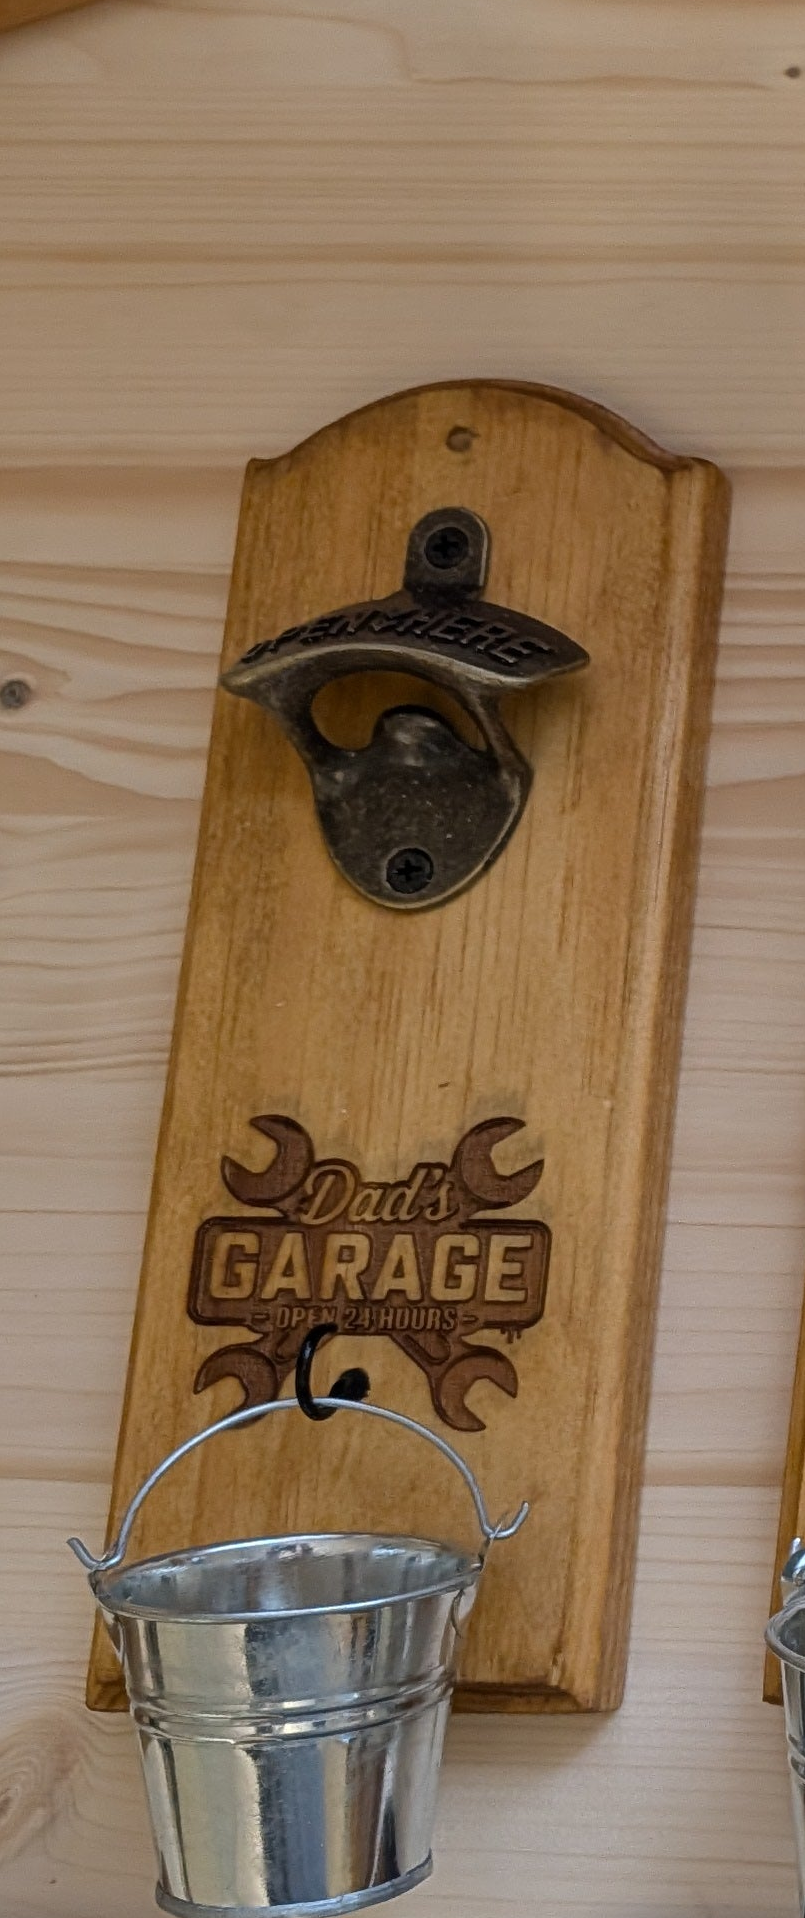 OPEN HERE
Dad's
GARAGE
- OPEN 24 HOURS -